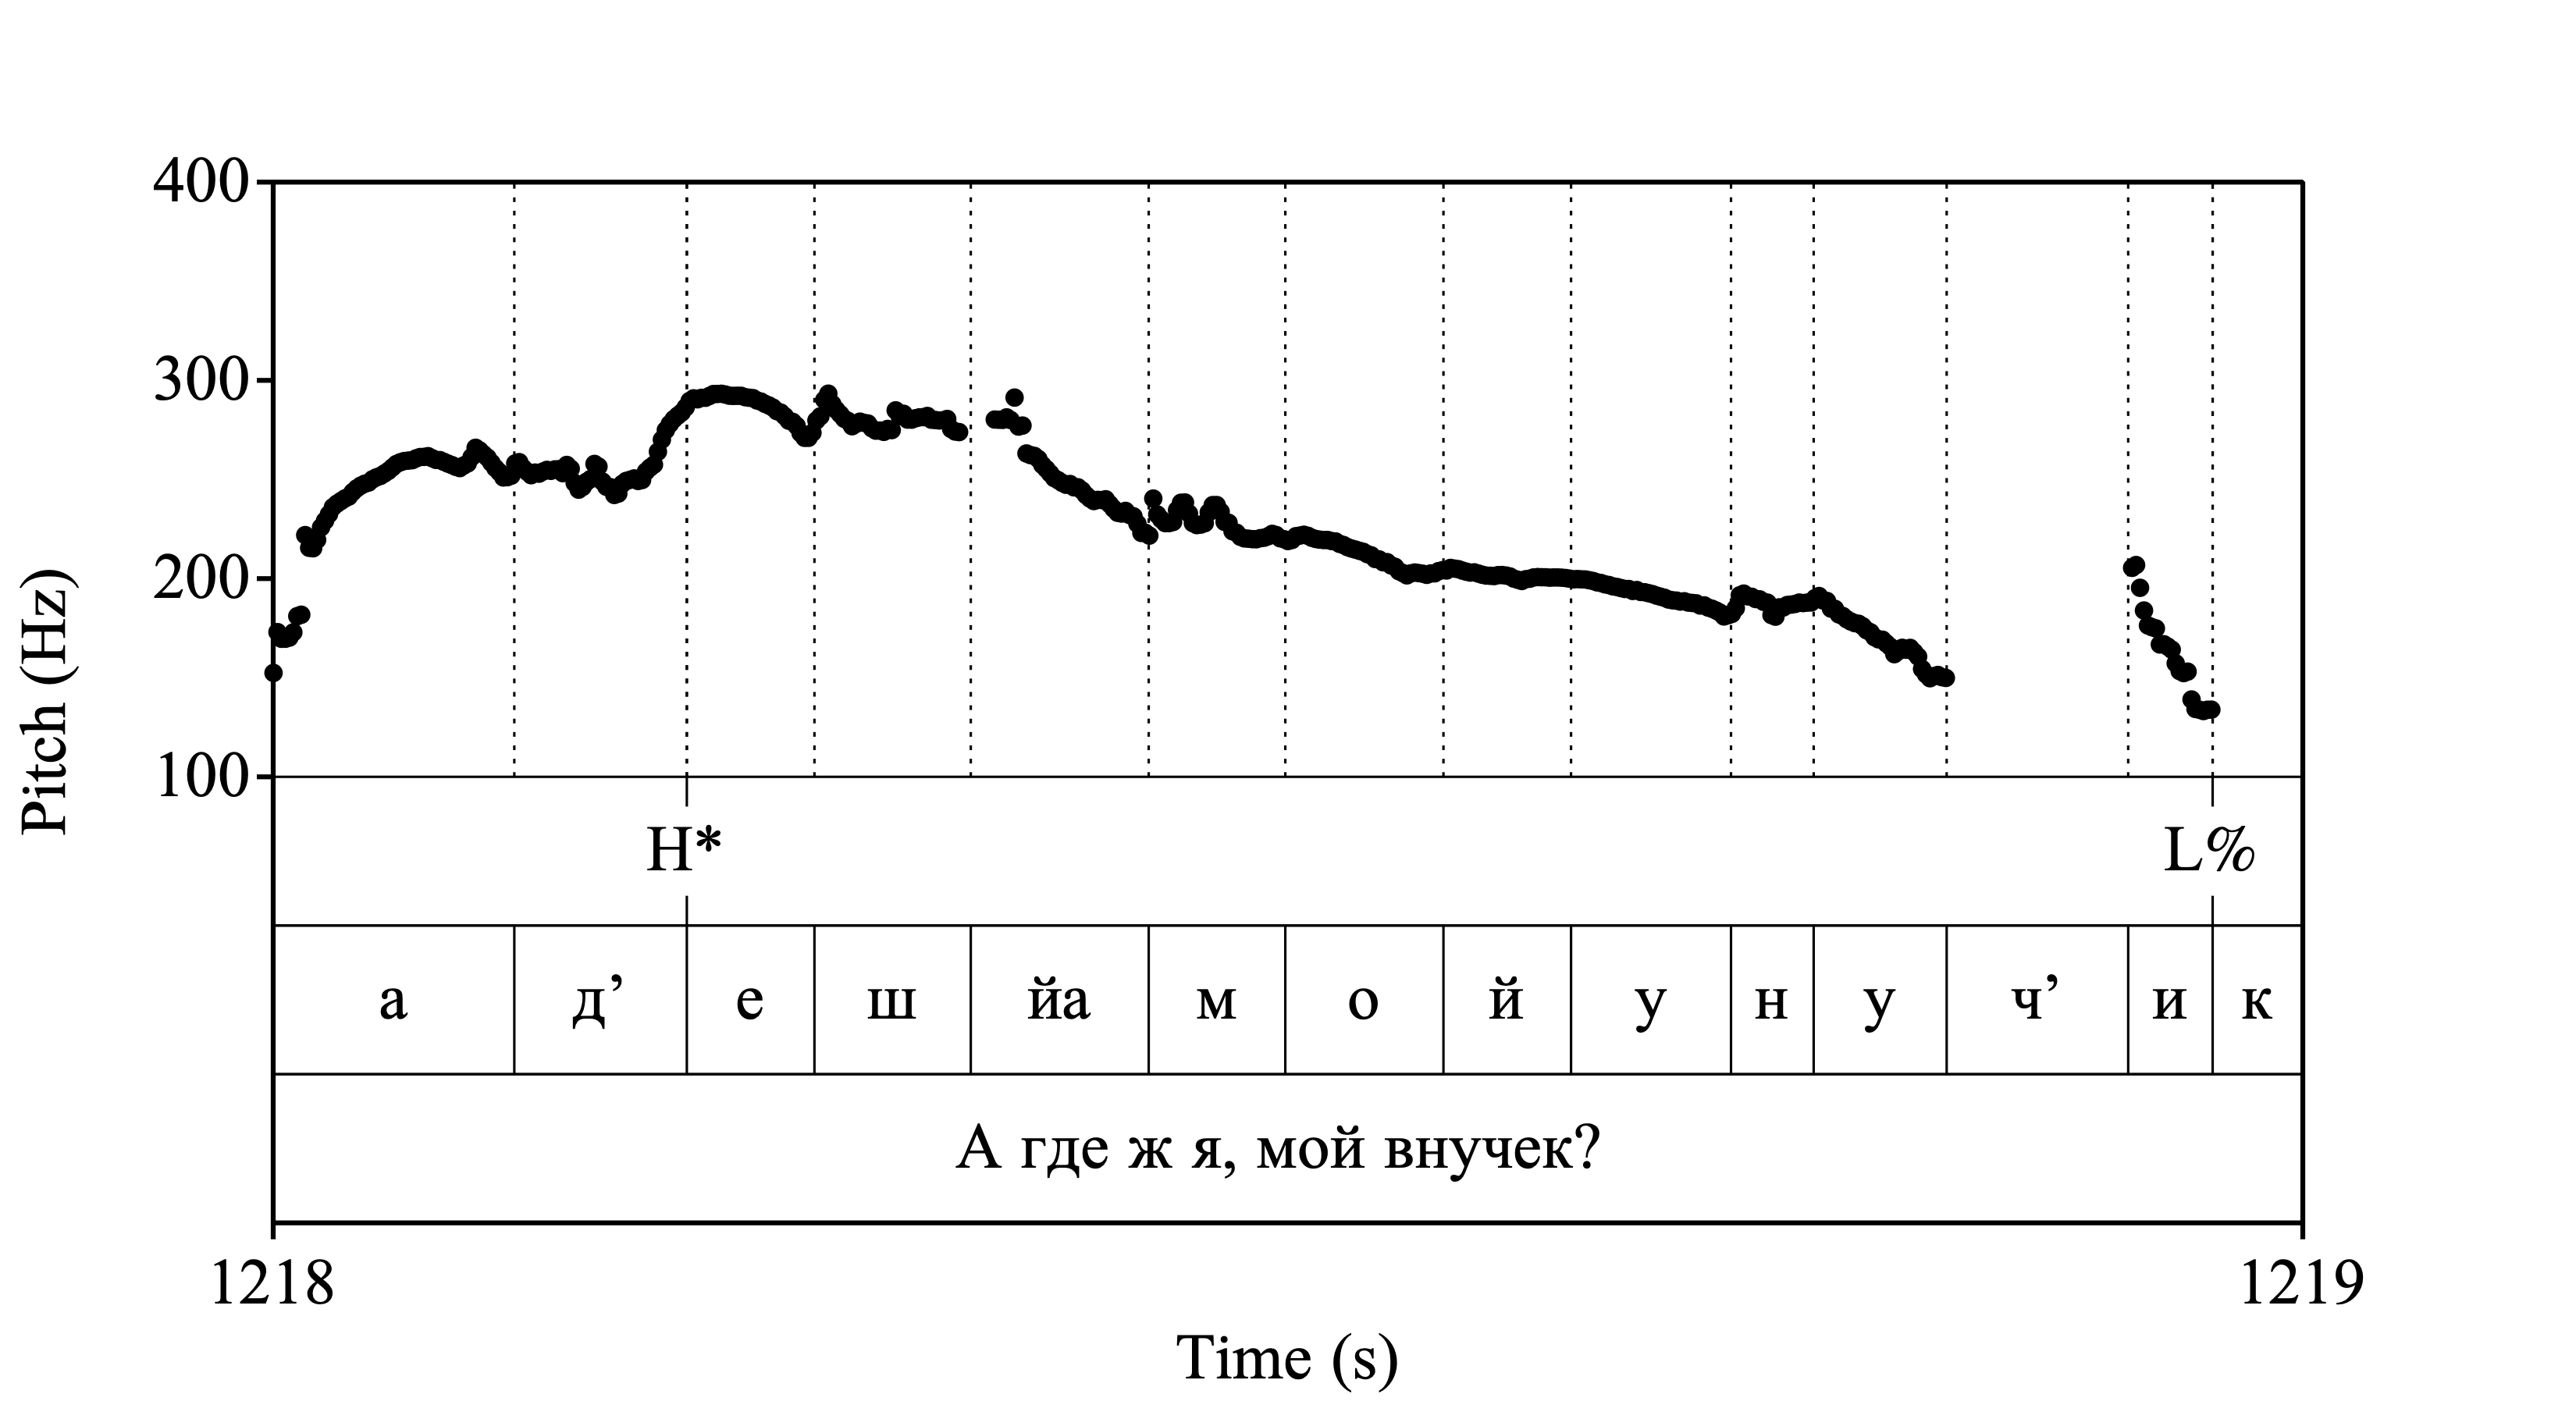 400
300
200
100
Pitch (Hz)
H* L%
а д’ е ш йа м о й у н у ч’ и к
А где ж я, мой внучек?
1218 1219
Time (s)